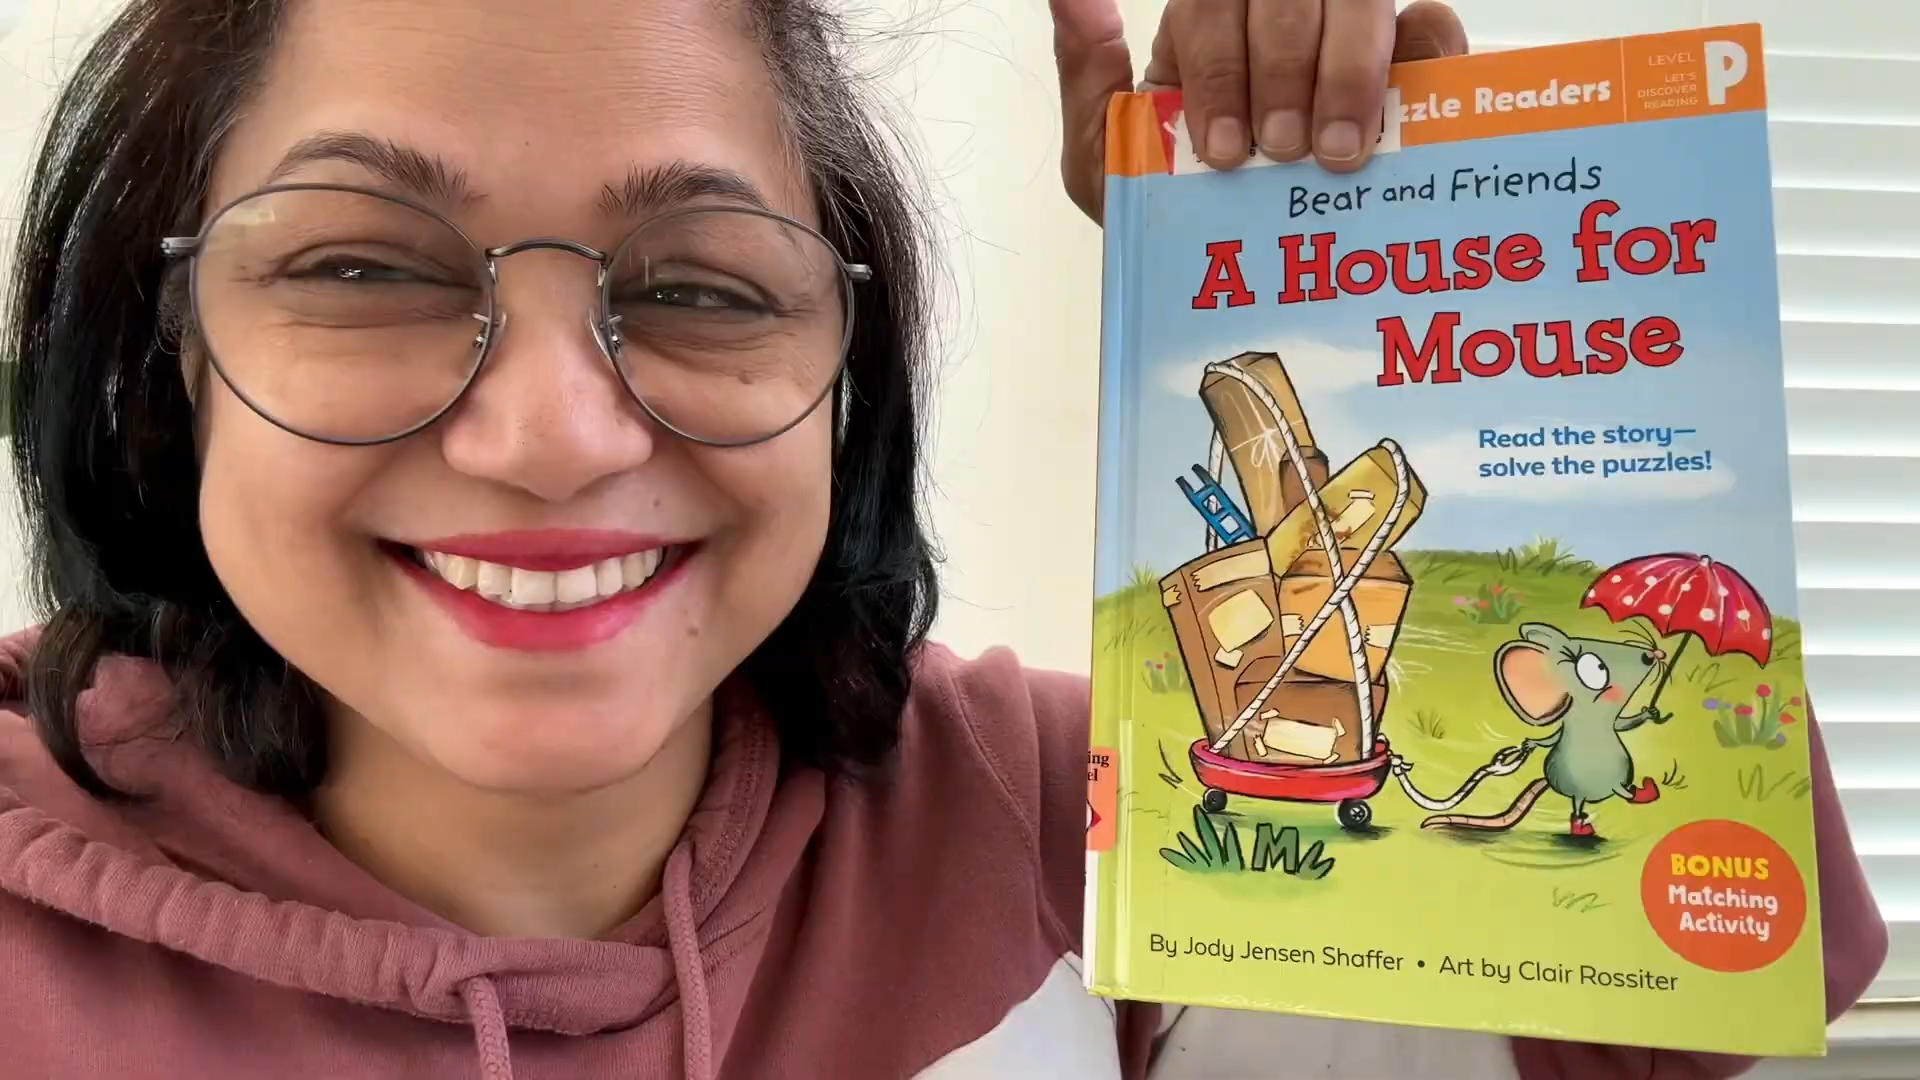 Readers
LEVEL
P
LET'S
DISCOVER
READING
Bear and Friends
A House for
Mouse
Read the story—
solve the puzzles!
M
BONUS
Matching
Activity
By Jody Jensen Shaffer • Art by Clair Rossiter